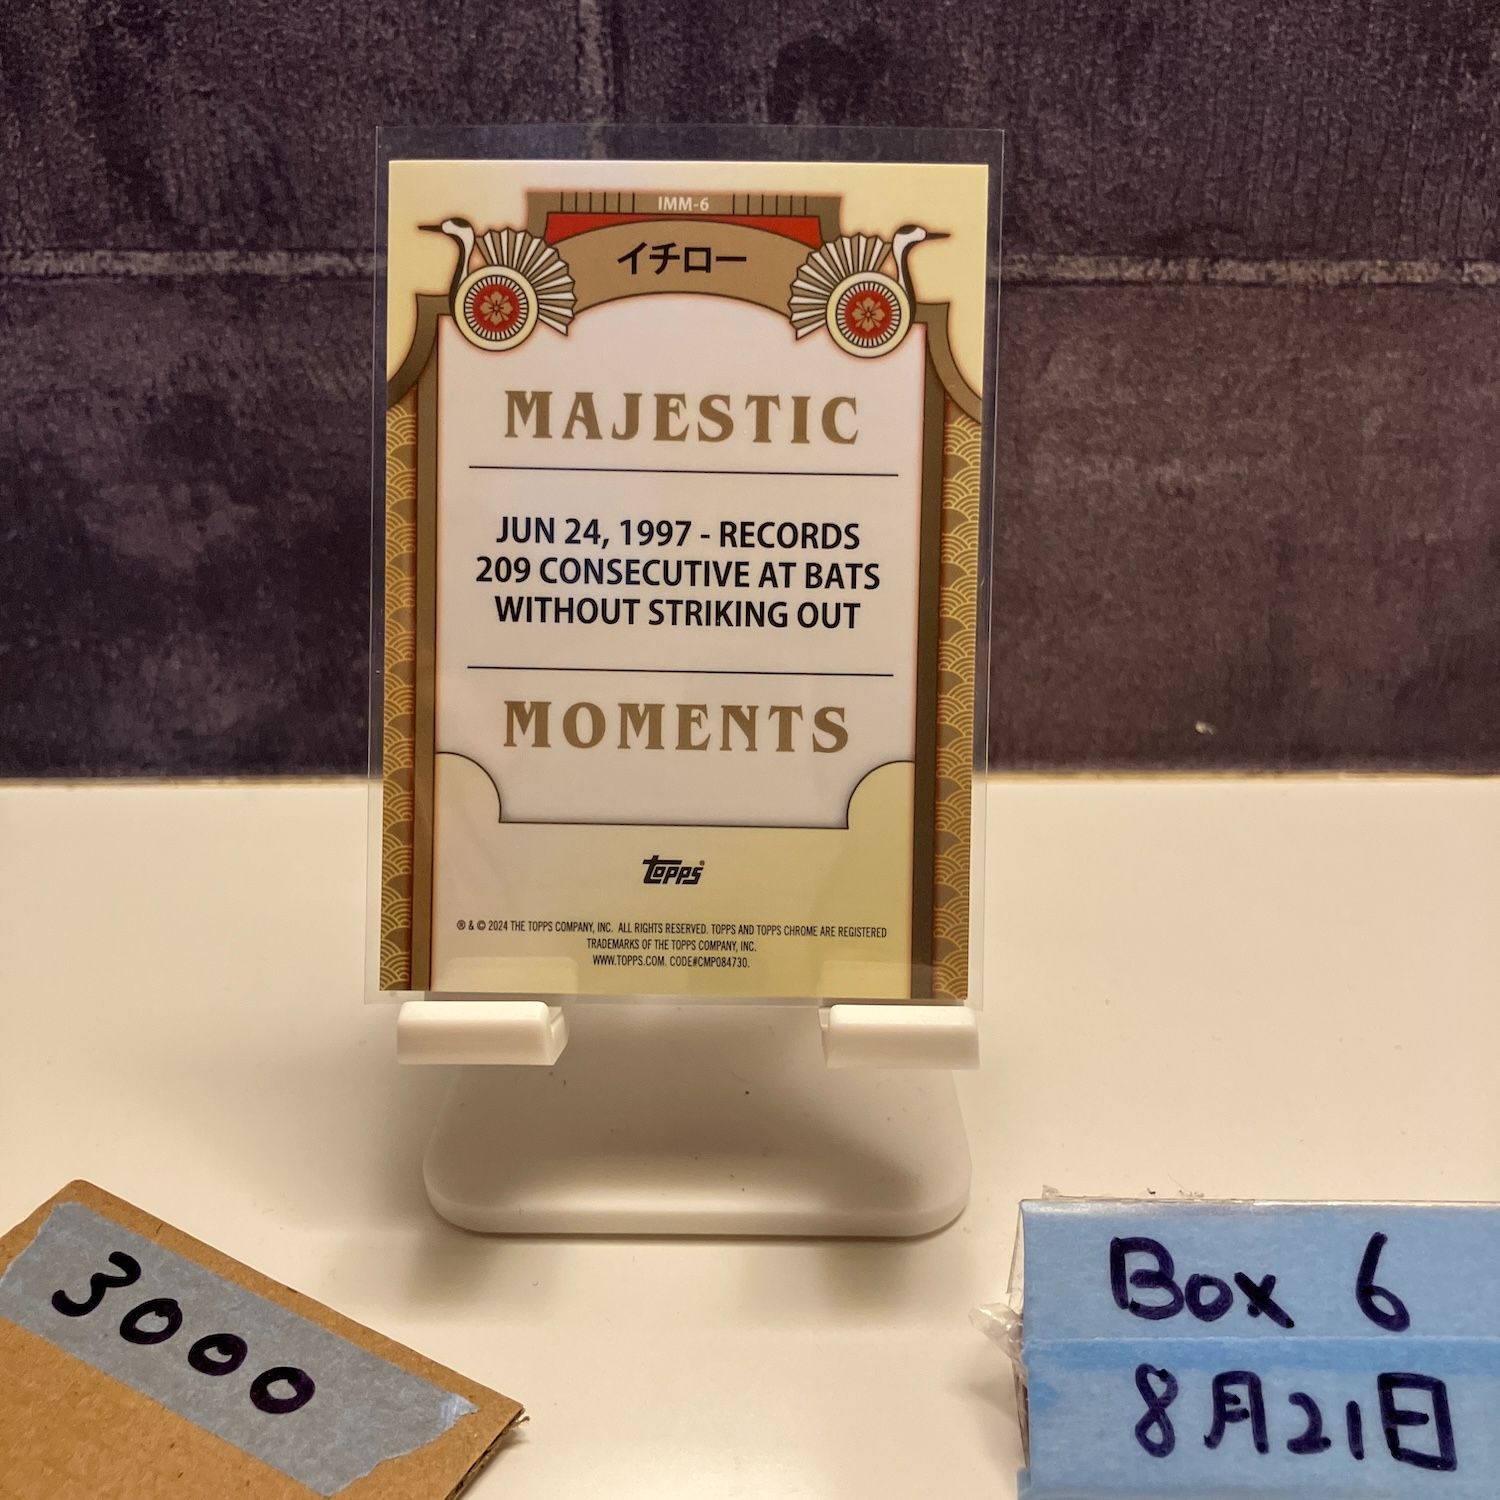 IMM-6
イチロー
MAJESTIC
JUN 24, 1997 - RECORDS
209 CONSECUTIVE AT BATS
WITHOUT STRIKING OUT
MOMENTS
topps®
® & © 2024 THE TOPPS COMPANY, INC. ALL RIGHTS RESERVED. TOPPS AND TOPPS CHROME ARE REGISTERED
TRADEMARKS OF THE TOPPS COMPANY, INC.
WWW.TOPPS.COM. CODE#CMP084730.
3000
Box 6
8月21日